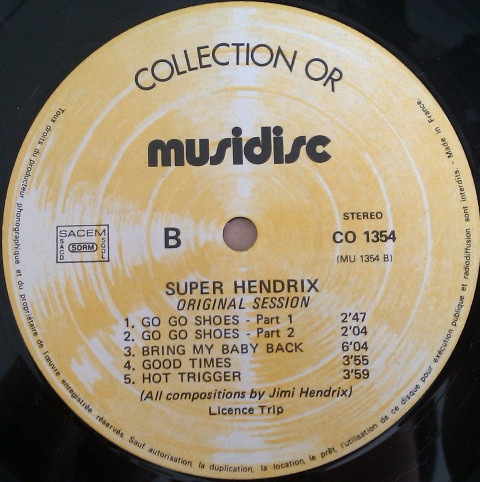 COLLECTION OR
musidisc
SACEM
SACD
SDRM
SGDL
B
STEREO
CO 1354
(MU 1354 B)
SUPER HENDRIX
ORIGINAL SESSION
1. GO GO SHOES - Part 1 2'47
2. GO GO SHOES - Part 2 2'04
3. BRING MY BABY BACK 6'04
4. GOOD TIMES 3'55
5. HOT TRIGGER 3'59
(All compositions by Jimi Hendrix)
Licence Trip
Tous droits du producteur phonographique et du propriétaire de l'œuvre enregistrée réservés. Sauf autorisation, la duplication, la location, le prêt, l'utilisation de ce disque pour exécution publique et radiodiffusion sont interdits - Made in France.